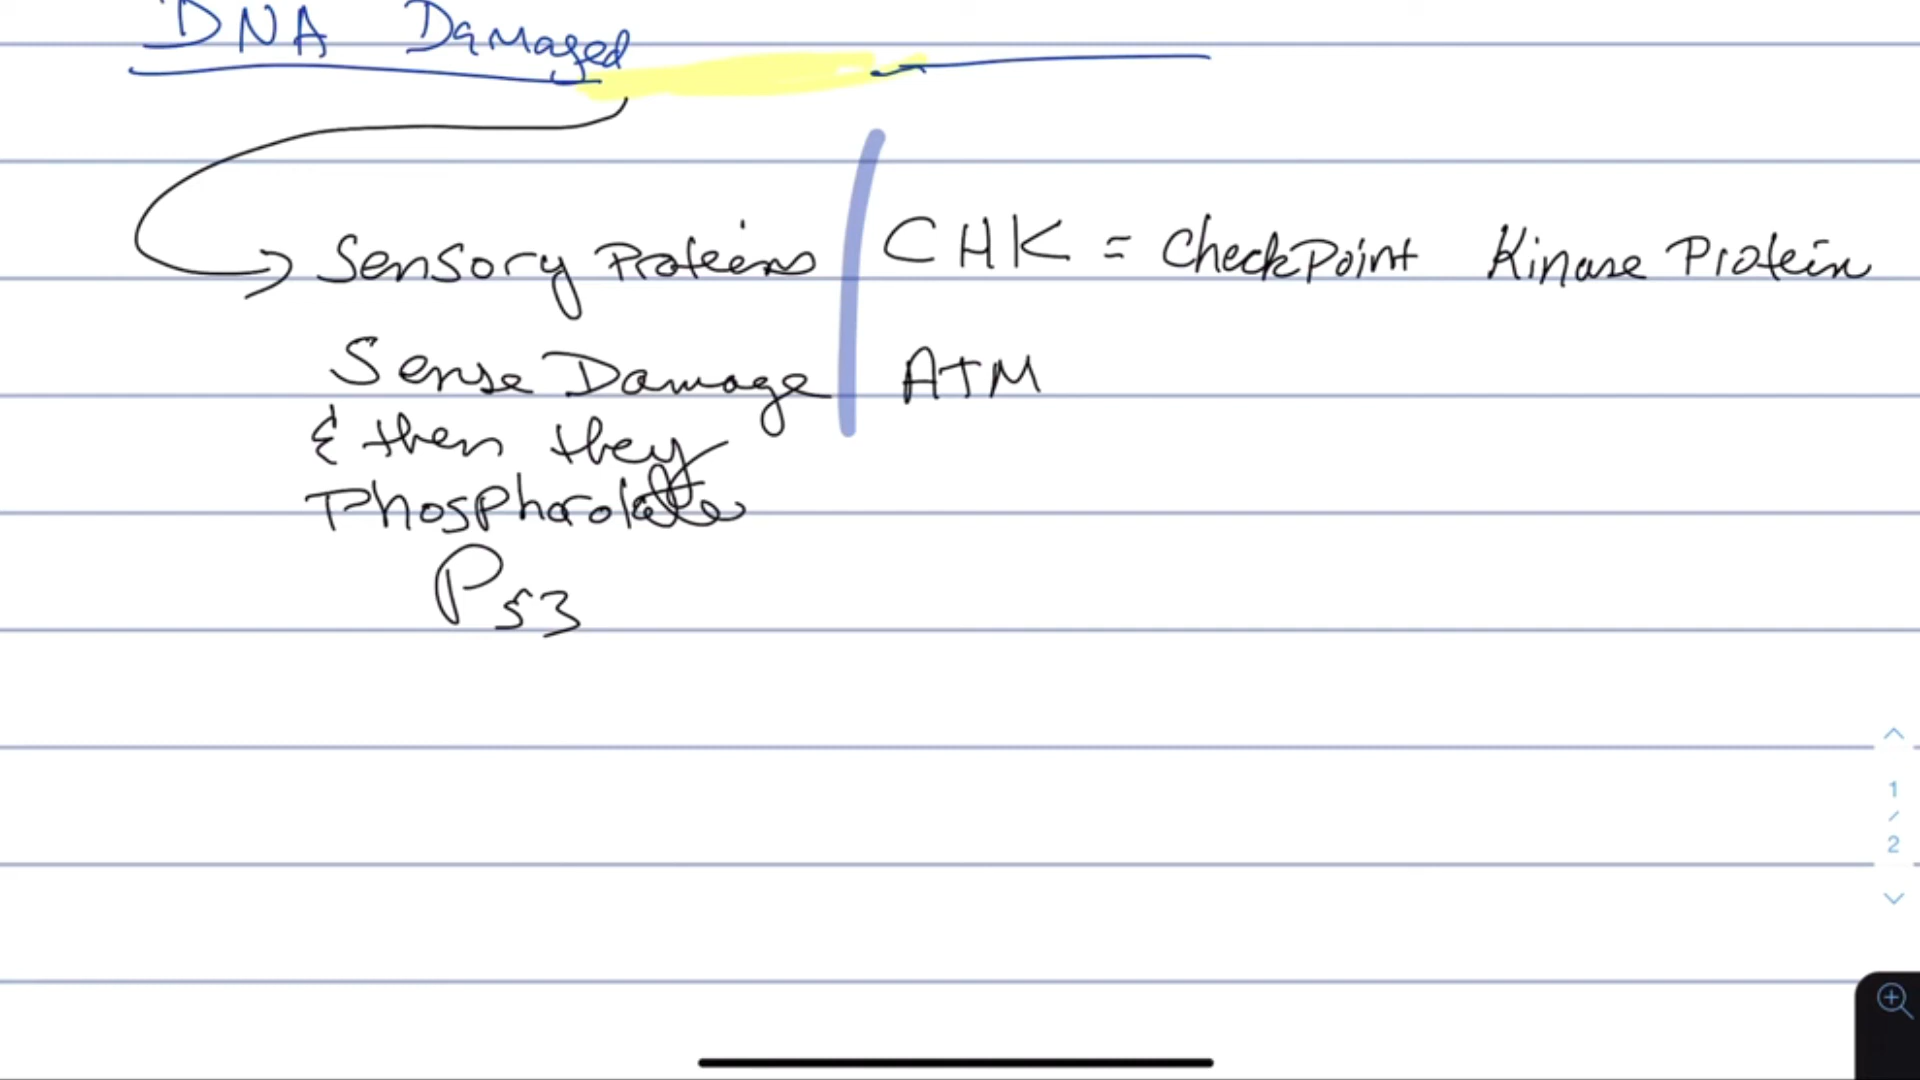 DNA Damaged
Sensory Proteins CHK = CheckPoint Kinase Protein
Sense Damage ATM
& then they
Phosphorolate
P53
1
/
2